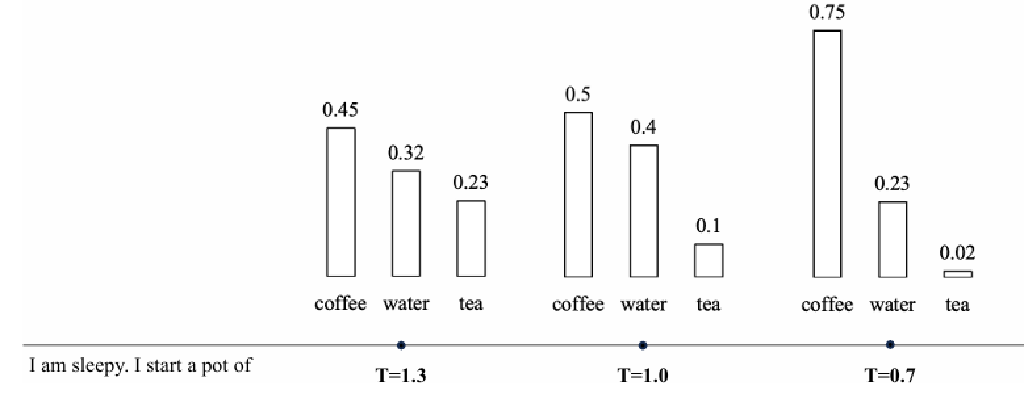 0.45
0.32
0.23
coffee water tea
0.5
0.4
0.1
coffee water tea
0.75
0.23
0.02
coffee water tea
I am sleepy. I start a pot of
T=1.3
T=1.0
T=0.7